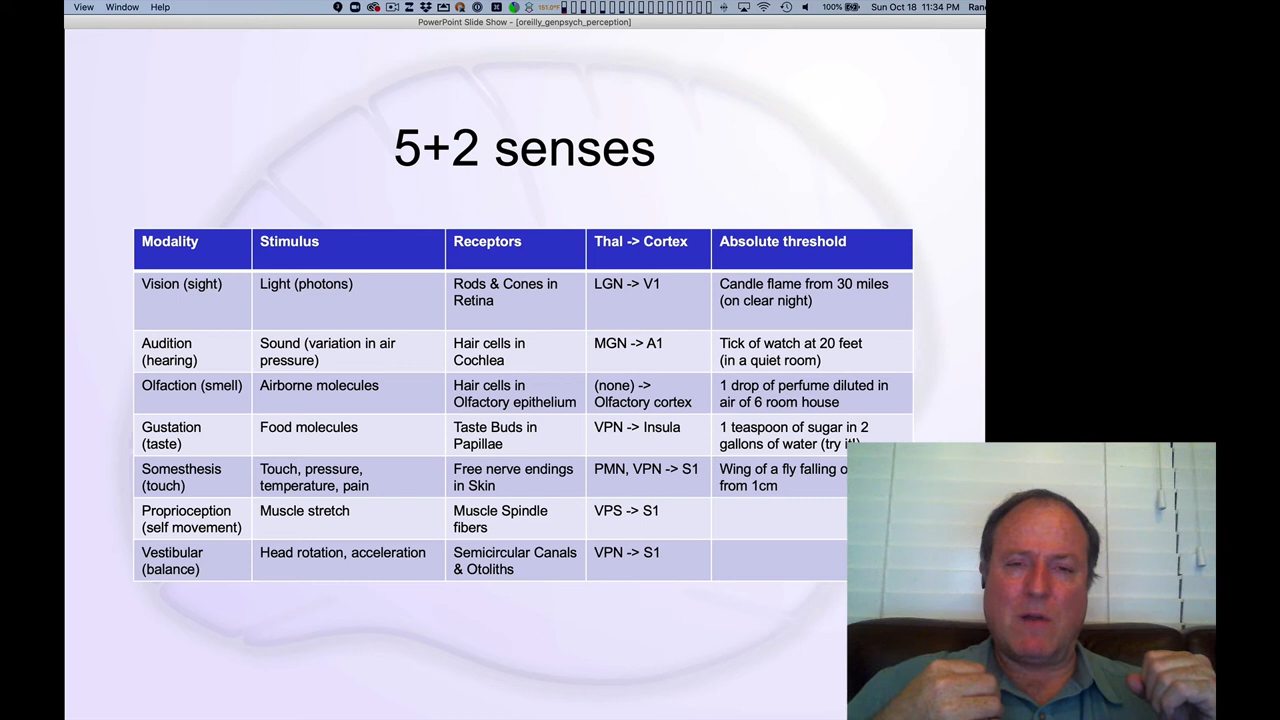 View Window Help 151.0°F 100% Sun Oct 18 11:34 PM Ran
PowerPoint Slide Show - [oreilly_genpsych_perception]
5+2 senses
Modality Stimulus Receptors Thal -> Cortex Absolute threshold
Vision (sight) Light (photons) Rods & Cones in LGN -> V1 Candle flame from 30 miles
Retina (on clear night)
Audition Sound (variation in air Hair cells in MGN -> A1 Tick of watch at 20 feet
(hearing) pressure) Cochlea (in a quiet room)
Olfaction (smell) Airborne molecules Hair cells in (none) -> 1 drop of perfume diluted in
Olfactory epithelium Olfactory cortex air of 6 room house
Gustation Food molecules Taste Buds in VPN -> Insula 1 teaspoon of sugar in 2
(taste) Papillae gallons of water (try it!)
Somesthesis Touch, pressure, Free nerve endings PMN, VPN -> S1 Wing of a fly falling
(touch) temperature, pain in Skin from 1cm
Proprioception Muscle stretch Muscle Spindle VPS -> S1
(self movement) fibers
Vestibular Head rotation, acceleration Semicircular Canals VPN -> S1
(balance) & Otoliths